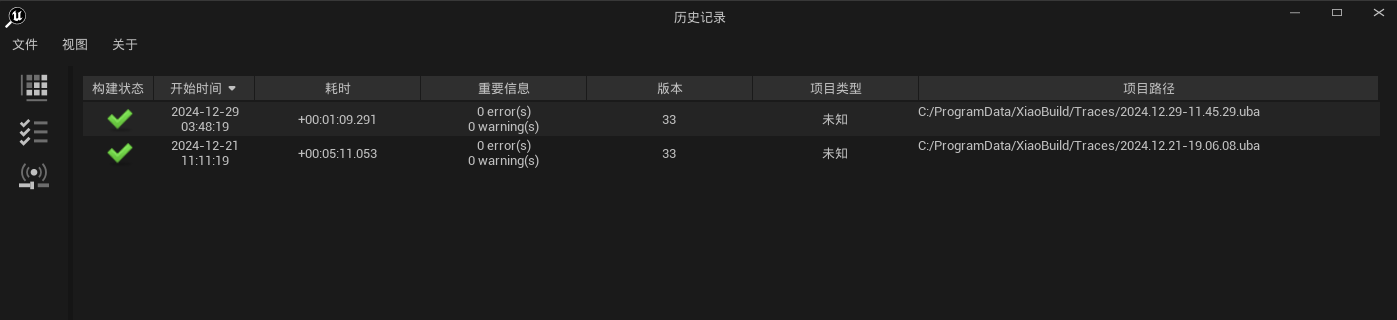 历史记录
文件 视图 关于
构建状态 开始时间 耗时 重要信息 版本 项目类型 项目路径
2024-12-29 03:48:19 +00:01:09.291 0 error(s) 0 warning(s) 33 未知 C:/ProgramData/XiaoBuild/Traces/2024.12.29-11.45.29.uba
2024-12-21 11:11:19 +00:05:11.053 0 error(s) 0 warning(s) 33 未知 C:/ProgramData/XiaoBuild/Traces/2024.12.21-19.06.08.uba